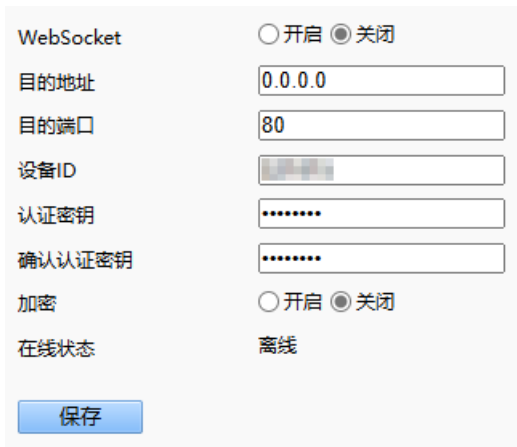 WebSocket 开启 关闭
目的地址 0.0.0.0
目的端口 80
设备ID
认证密钥 ••••••••
确认认证密钥 ••••••••
加密 开启 关闭
在线状态 离线
保存